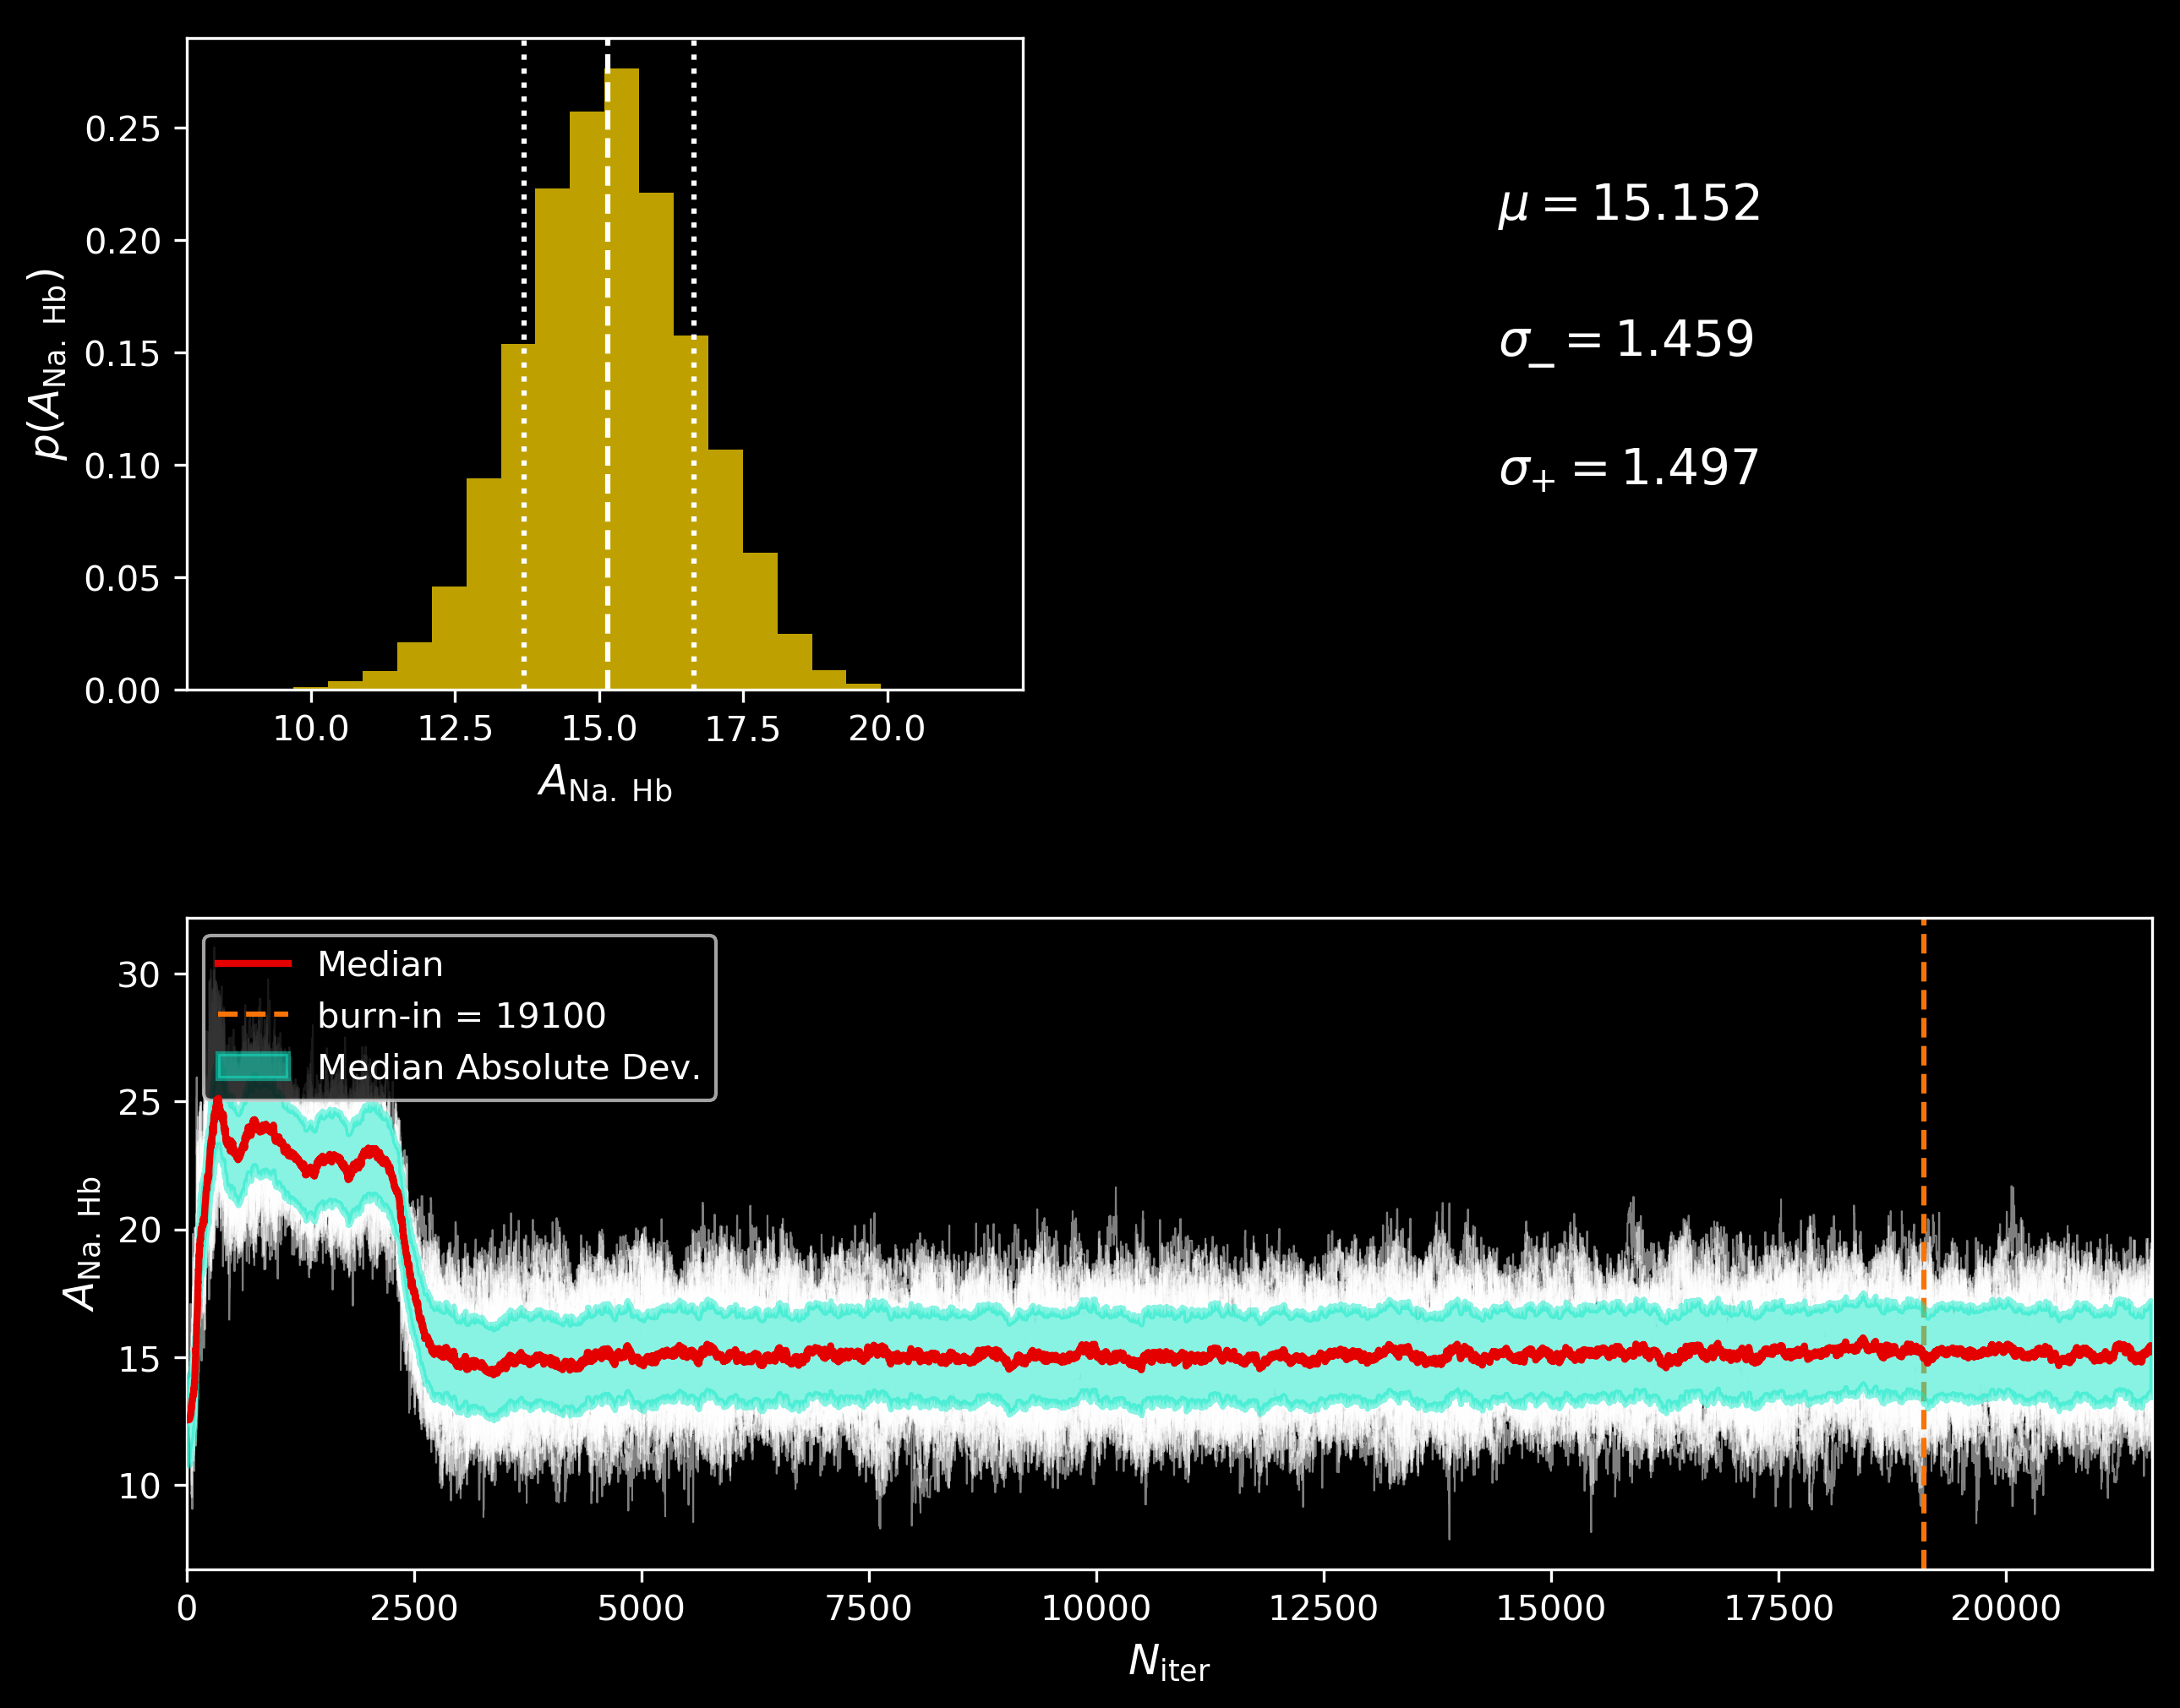 0.25
0.20
0.15
0.10
0.05
0.00
p(A_Na. Hb)
10.0 12.5 15.0 17.5 20.0
A_Na. Hb
μ = 15.152
σ_− = 1.459
σ_+ = 1.497
Median
burn-in = 19100
Median Absolute Dev.
30
25
20
15
10
A_Na. Hb
0 2500 5000 7500 10000 12500 15000 17500 20000
N_iter